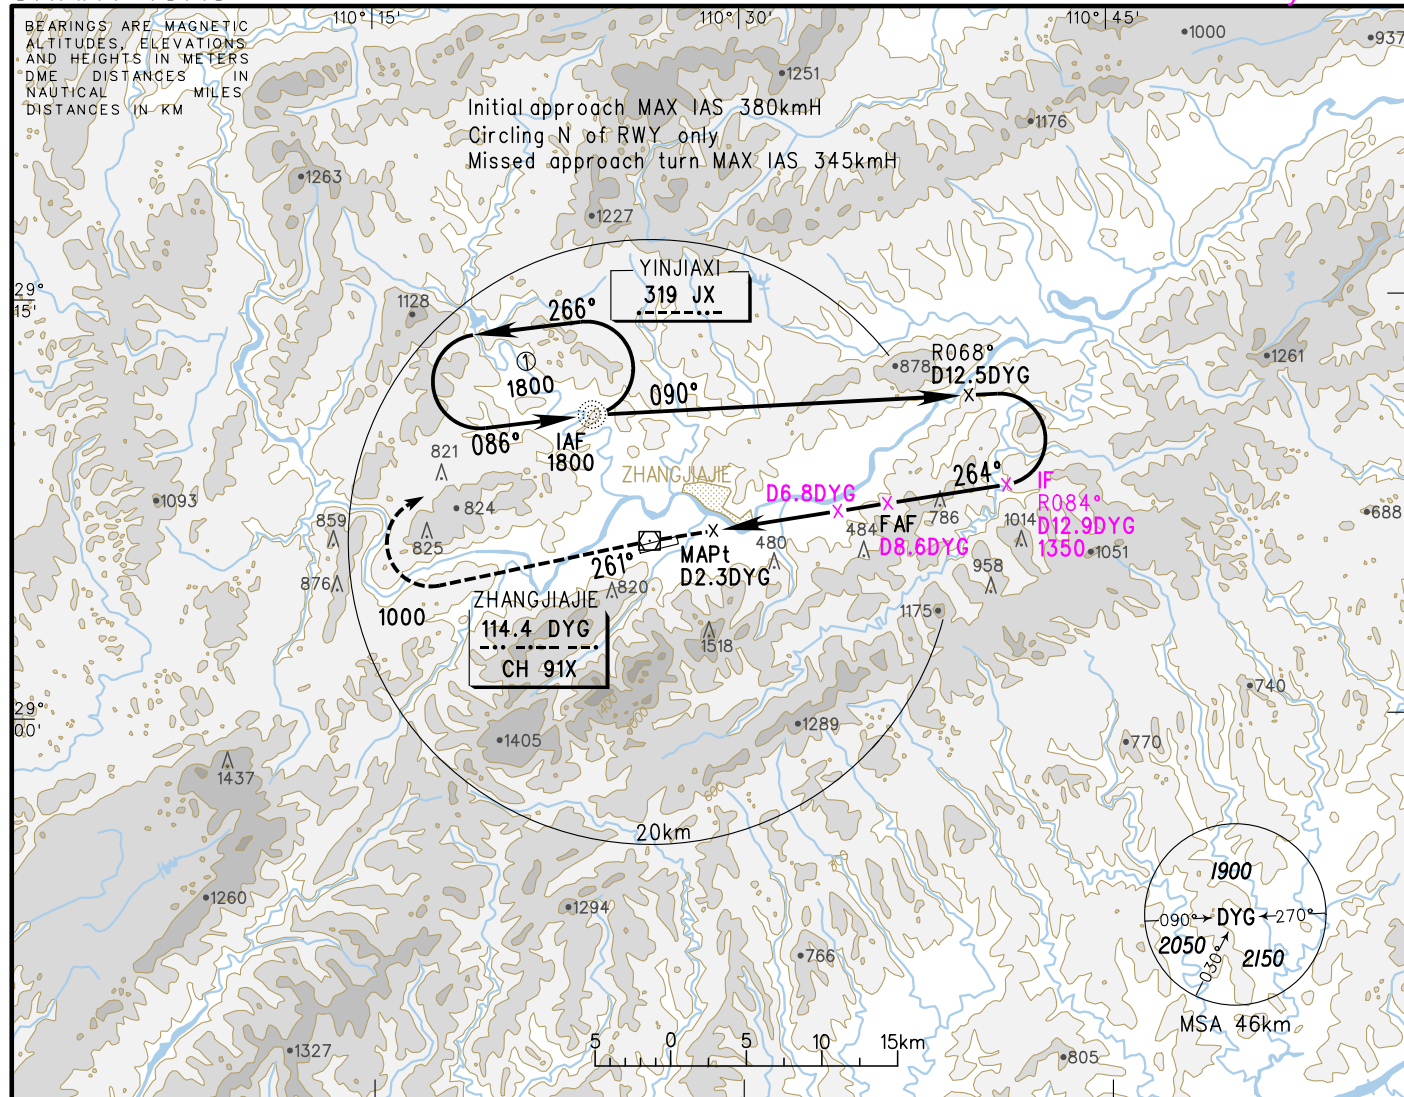 110° 15'
110° 30'
110° 45'
BEARINGS ARE MAGNETIC
ALTITUDES, ELEVATIONS
AND HEIGHTS IN METERS
DME DISTANCES IN
NAUTICAL MILES
DISTANCES IN KM
1000
937
1251
Initial approach MAX IAS 380kmH
Circling N of RWY only
Missed approach turn MAX IAS 345kmH
1176
1263
1227
YINJIAXI
319 JX
29°
15'
1128
266°
1
1800
878
R068°
D12.5DYG
1261
090°
086°
IAF
1800
821
ZHANGJIAJIE
264°
IF
R084°
D12.9DYG
1350
D6.8DYG
1093
824
859
825
786
1014
688
FAF
D8.6DYG
484
480
1051
MAPt
D2.3DYG
261°
876
820
958
1000
ZHANGJIAJIE
114.4 DYG
CH 91X
1175
1518
740
29°
00'
1289
1405
770
1437
600
20km
1260
1294
766
1900
090°
DYG
270°
2050
030°
2150
MSA 46km
5
0
5
10
15km
1327
805